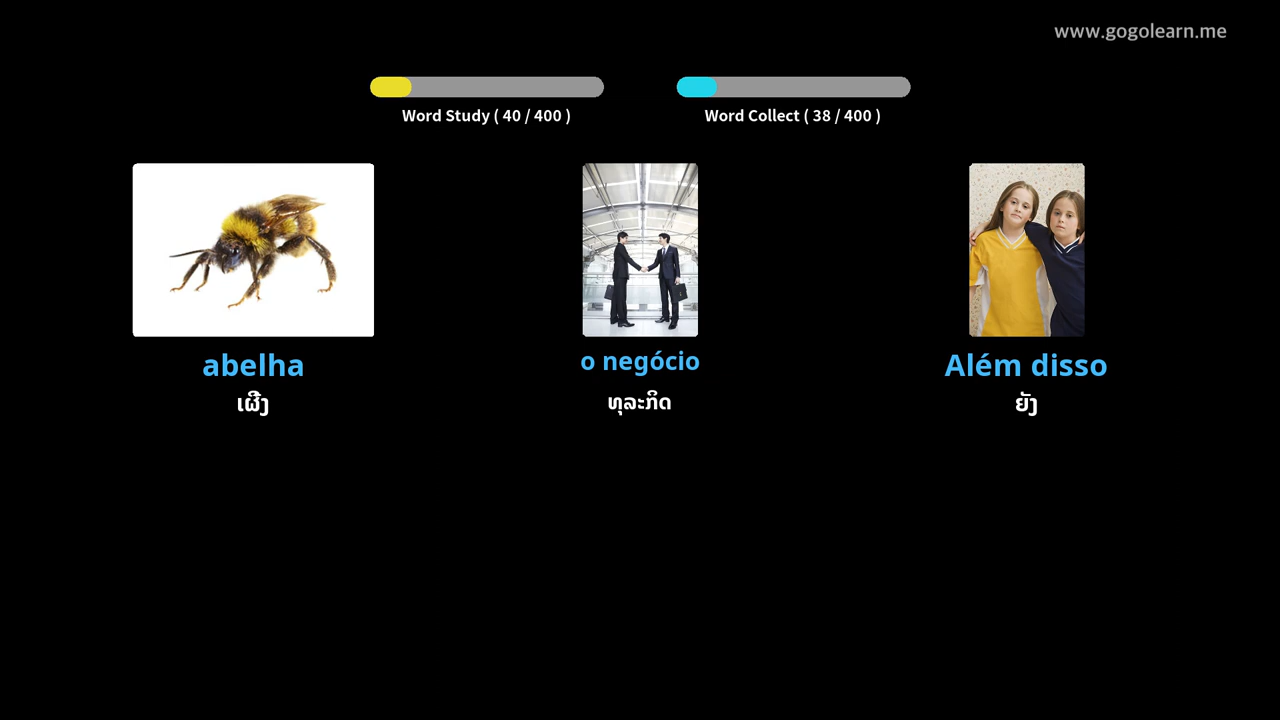 www.gogolearn.me
Word Study ( 40 / 400 )
Word Collect ( 38 / 400 )
abelha
ເຜີ້ງ
o negócio
ທຸລະກິດ
Além disso
ຍັງ